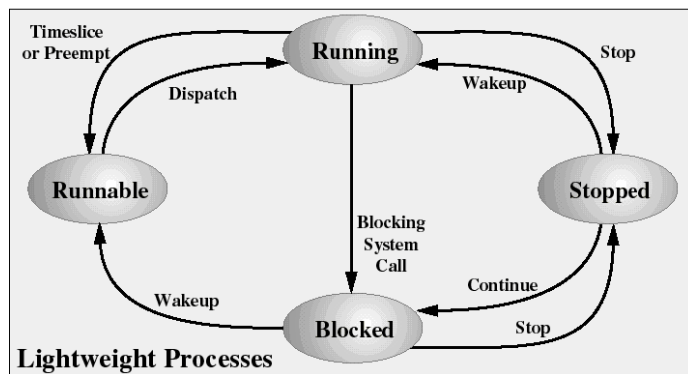 Timeslice
or Preempt
Running
Stop
Dispatch
Wakeup
Runnable
Stopped
Blocking
System
Call
Wakeup
Continue
Blocked
Stop
Lightweight Processes